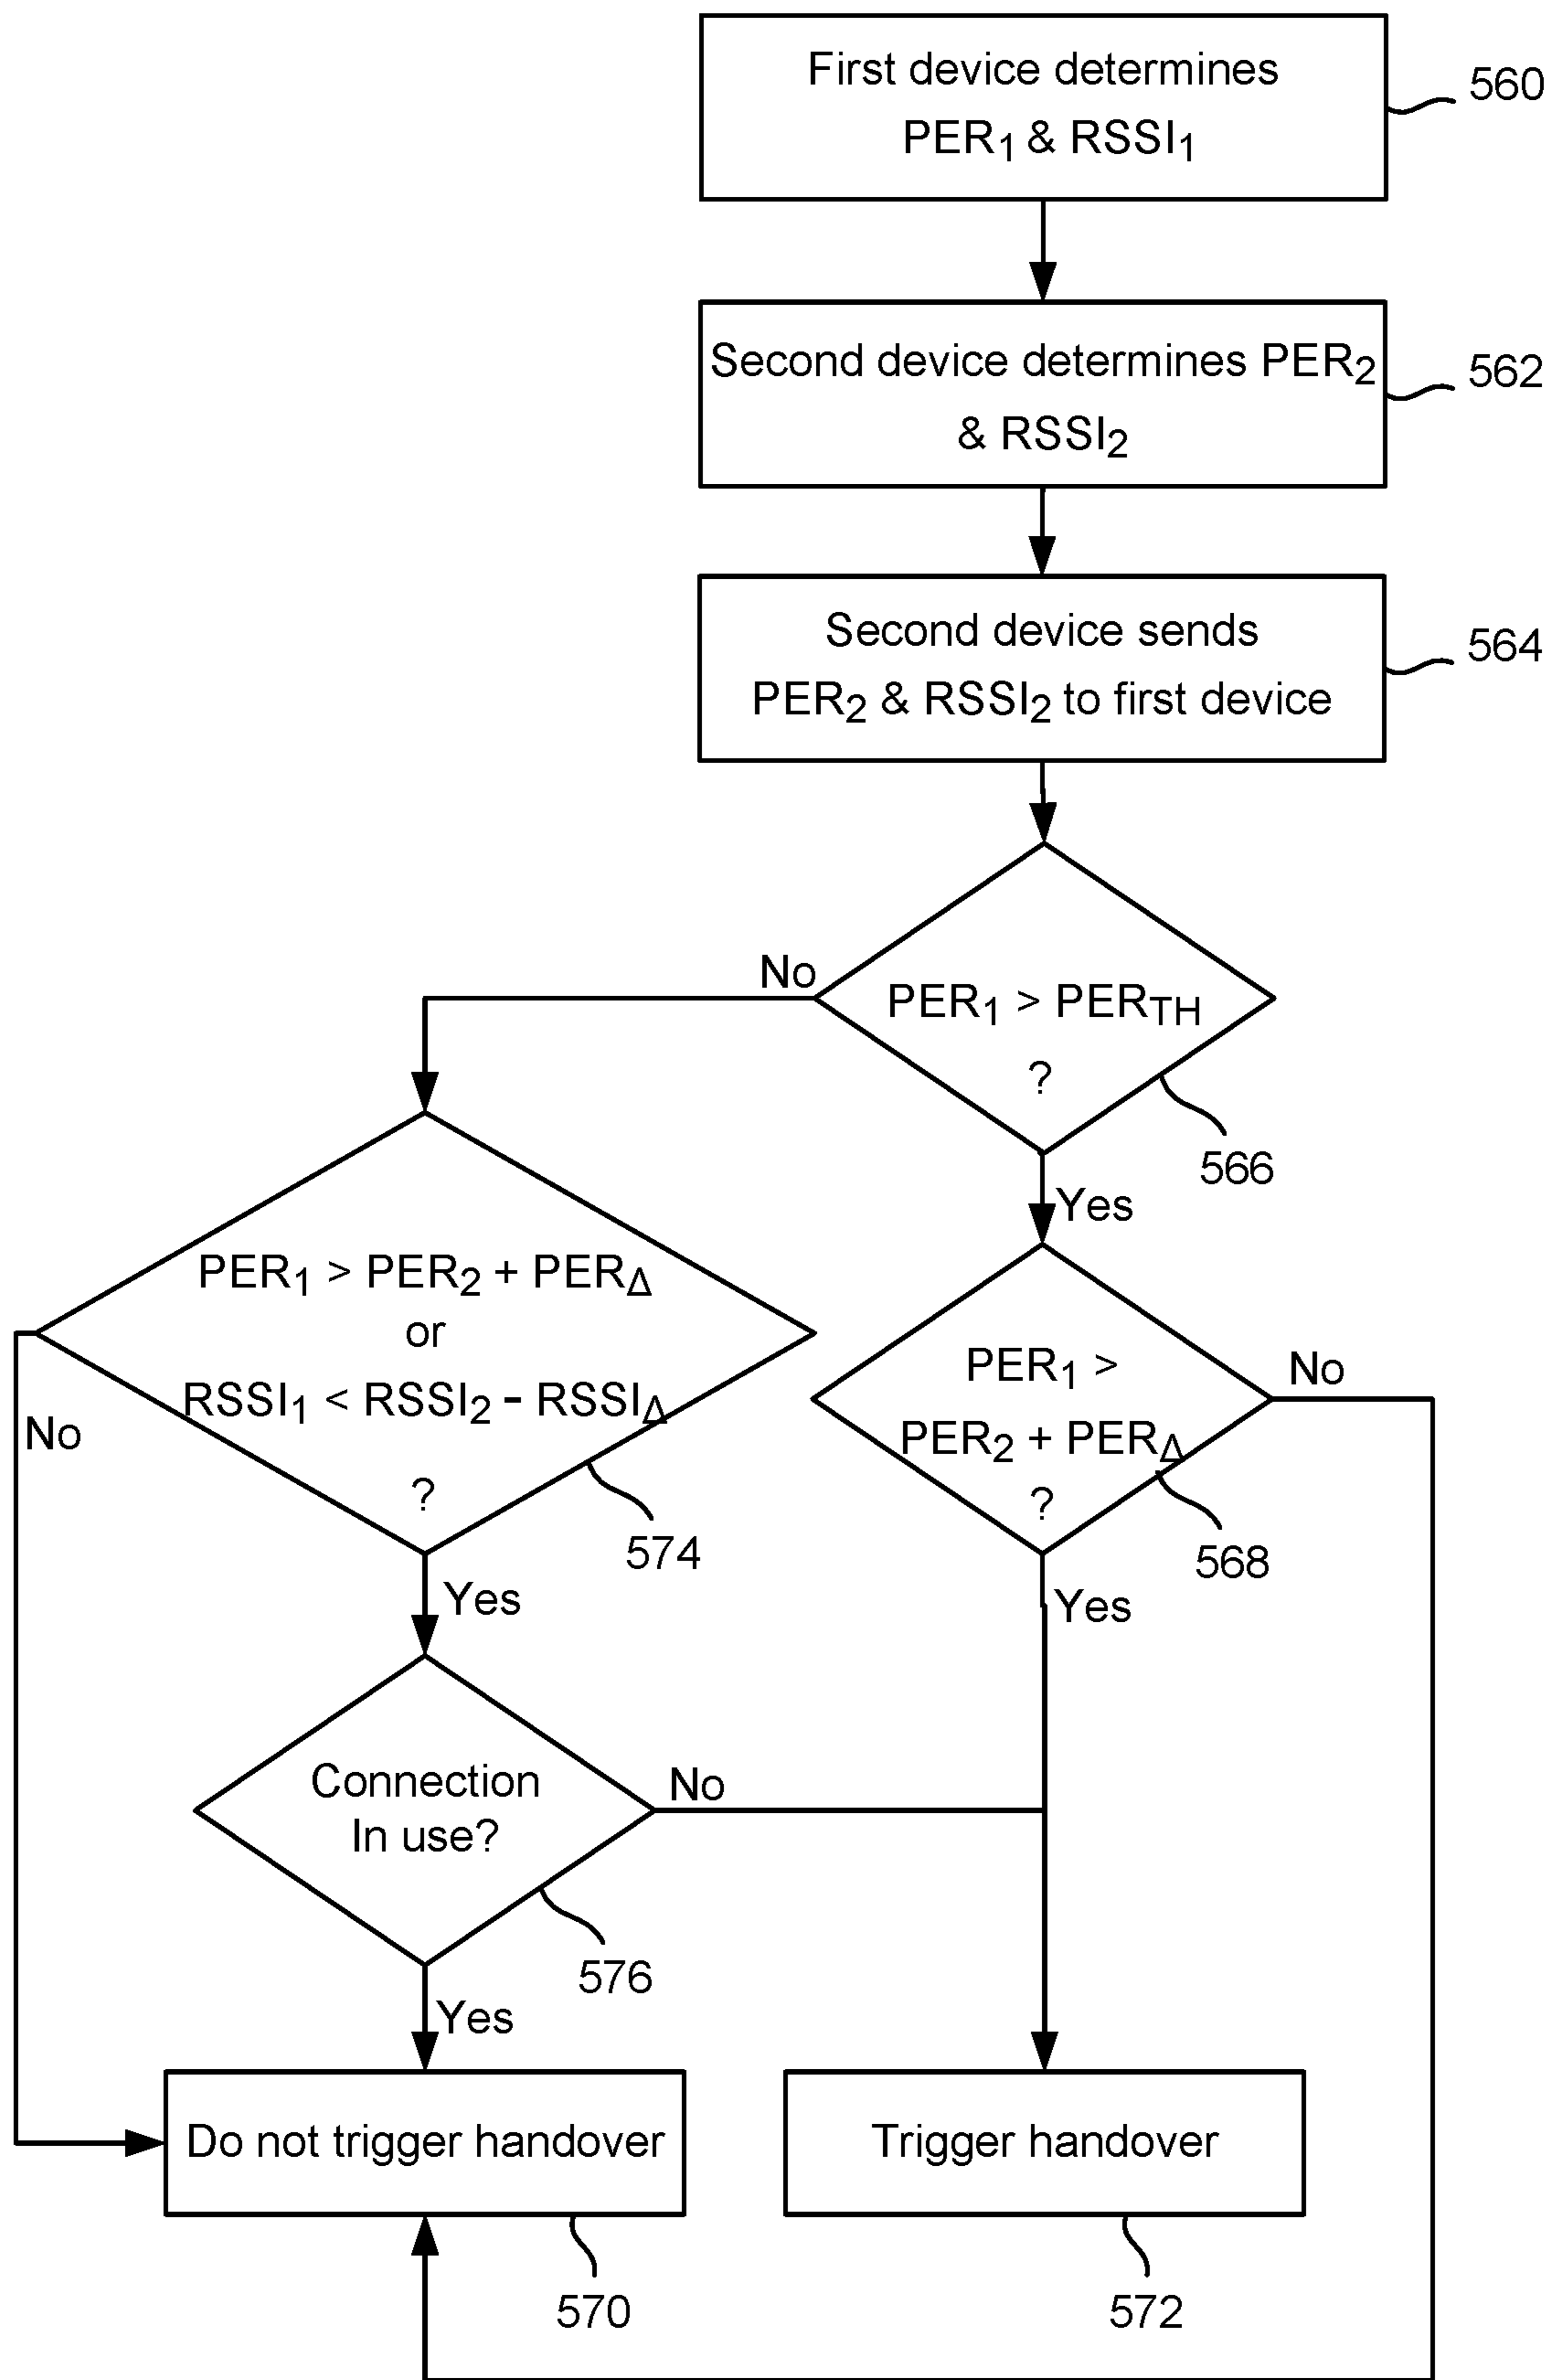 First device determines
PER1 & RSSI1
560
Second device determines PER2
& RSSI2
562
Second device sends
PER2 & RSSI2 to first device
564
No
PER1 > PERTH
?
566
Yes
PER1 > PER2 + PERΔ
or
RSSI1 < RSSI2 - RSSIΔ
?
574
No
Yes
PER1 >
PER2 + PERΔ
?
568
No
Yes
Connection
In use?
576
No
Yes
Do not trigger handover
570
Trigger handover
572